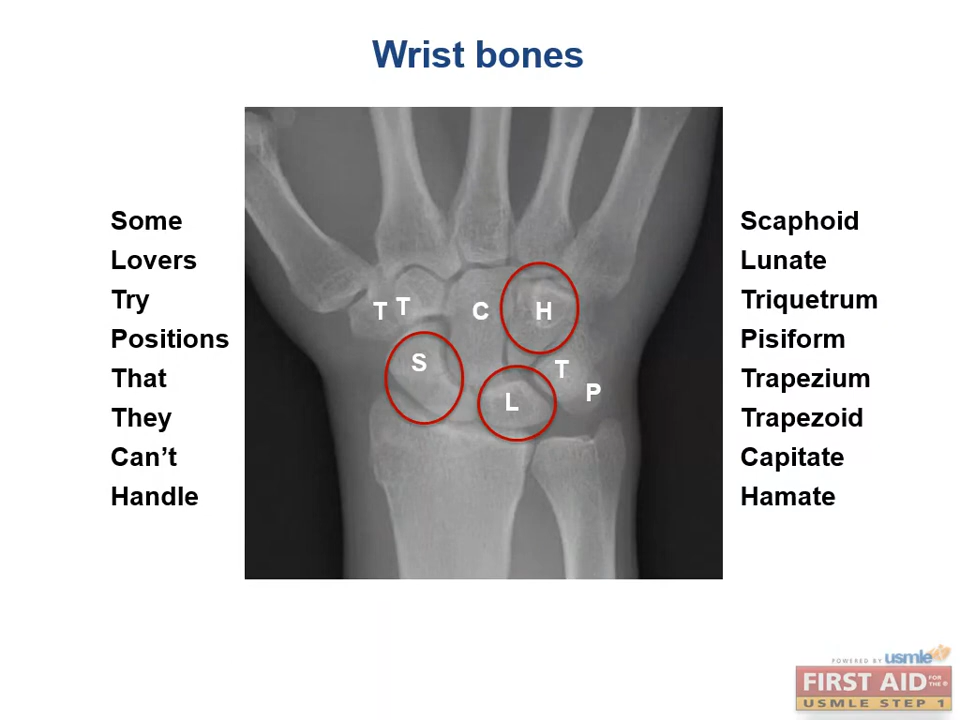 Wrist bones
Some
Lovers
Try
Positions
That
They
Can’t
Handle
T T C H
S
T
L
P
Scaphoid
Lunate
Triquetrum
Pisiform
Trapezium
Trapezoid
Capitate
Hamate
POWERED BY usmle
FIRST AID FOR THE ®
USMLE STEP 1